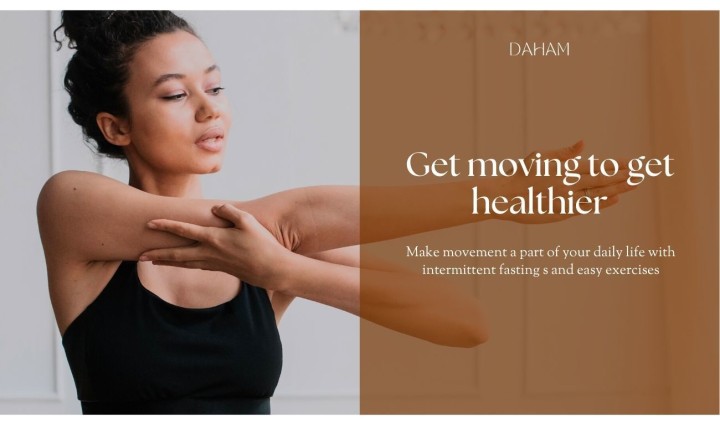 DAHAM
Get moving to get
healthier
Make movement a part of your daily life with
intermittent fasting s and easy exercises